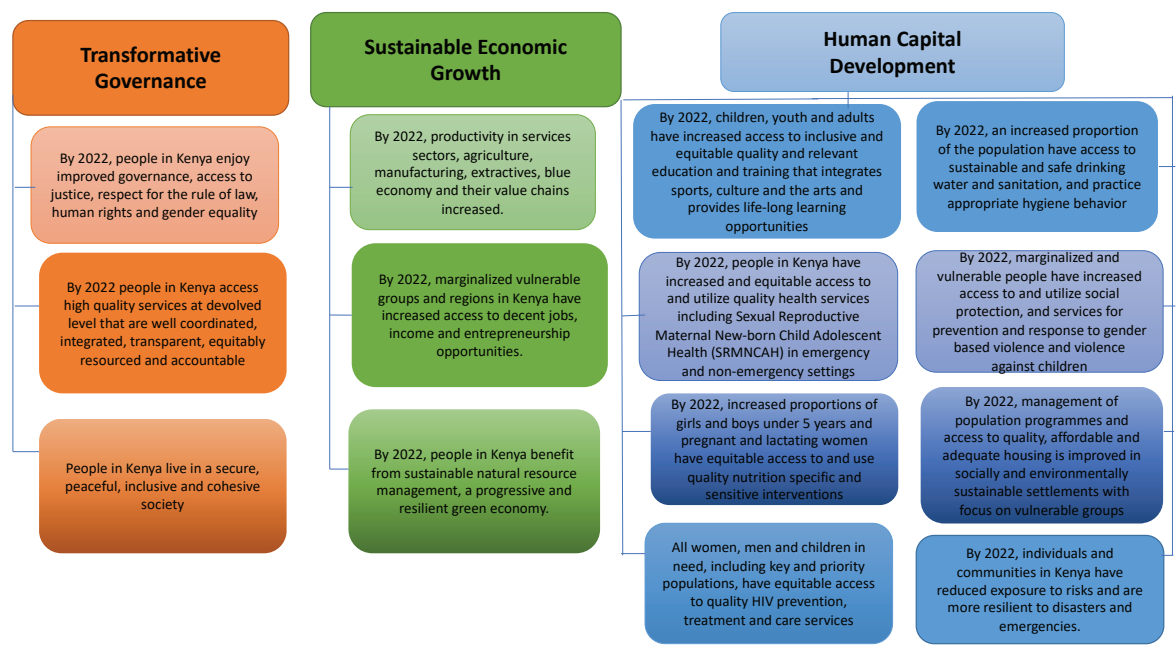 Transformative
Governance
By 2022, people in Kenya enjoy
improved governance, access to
justice, respect for the rule of law,
human rights and gender equality
By 2022 people in Kenya access
high quality services at devolved
level that are well coordinated,
integrated, transparent, equitably
resourced and accountable
People in Kenya live in a secure,
peaceful, inclusive and cohesive
society
Sustainable Economic
Growth
By 2022, productivity in services
sectors, agriculture,
manufacturing, extractives, blue
economy and their value chains
increased.
By 2022, marginalized vulnerable
groups and regions in Kenya have
increased access to decent jobs,
income and entrepreneurship
opportunities.
By 2022, people in Kenya benefit
from sustainable natural resource
management, a progressive and
resilient green economy.
Human Capital
Development
By 2022, children, youth and adults
have increased access to inclusive and
equitable quality and relevant
education and training that integrates
sports, culture and the arts and
provides life-long learning
opportunities
By 2022, people in Kenya have
increased and equitable access to
and utilize quality health services
including Sexual Reproductive
Maternal New-born Child Adolescent
Health (SRMNCAH) in emergency
and non-emergency settings
By 2022, increased proportions of
girls and boys under 5 years and
pregnant and lactating women
have equitable access to and use
quality nutrition specific and
sensitive interventions
All women, men and children in
need, including key and priority
populations, have equitable access
to quality HIV prevention,
treatment and care services
By 2022, an increased proportion
of the population have access to
sustainable and safe drinking
water and sanitation, and practice
appropriate hygiene behavior
By 2022, marginalized and
vulnerable people have increased
access to and utilize social
protection, and services for
prevention and response to gender
based violence and violence
against children
By 2022, management of
population programmes and
access to quality, affordable and
adequate housing is improved in
socially and environmentally
sustainable settlements with
focus on vulnerable groups
By 2022, individuals and
communities in Kenya have
reduced exposure to risks and are
more resilient to disasters and
emergencies.